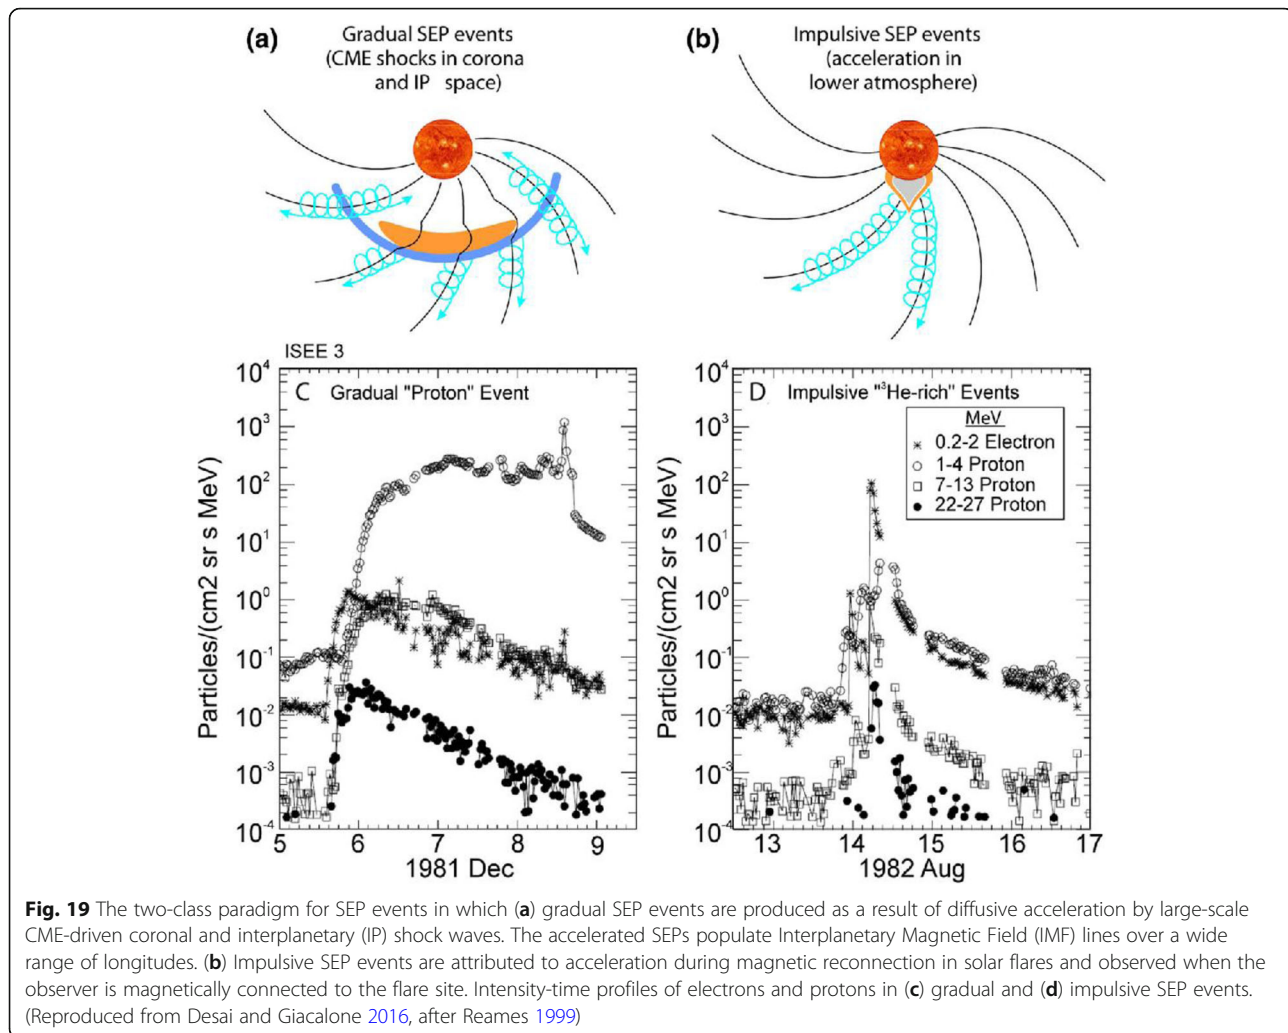 (a) Gradual SEP events
(CME shocks in corona
and IP space)
(b) Impulsive SEP events
(acceleration in
lower atmosphere)
ISEE 3
C Gradual "Proton" Event
Particles/(cm2 sr s MeV)
10^4
10^3
10^2
10^1
10^0
10^-1
10^-2
10^-3
10^-4
5 6 7 8 9
1981 Dec
D Impulsive "³He-rich" Events
MeV
0.2-2 Electron
1-4 Proton
7-13 Proton
22-27 Proton
Particles/(cm2 sr s MeV)
10^4
10^3
10^2
10^1
10^0
10^-1
10^-2
10^-3
10^-4
13 14 15 16 17
1982 Aug
Fig. 19 The two-class paradigm for SEP events in which (a) gradual SEP events are produced as a result of diffusive acceleration by large-scale
CME-driven coronal and interplanetary (IP) shock waves. The accelerated SEPs populate Interplanetary Magnetic Field (IMF) lines over a wide
range of longitudes. (b) Impulsive SEP events are attributed to acceleration during magnetic reconnection in solar flares and observed when the
observer is magnetically connected to the flare site. Intensity-time profiles of electrons and protons in (c) gradual and (d) impulsive SEP events.
(Reproduced from Desai and Giacalone 2016, after Reames 1999)